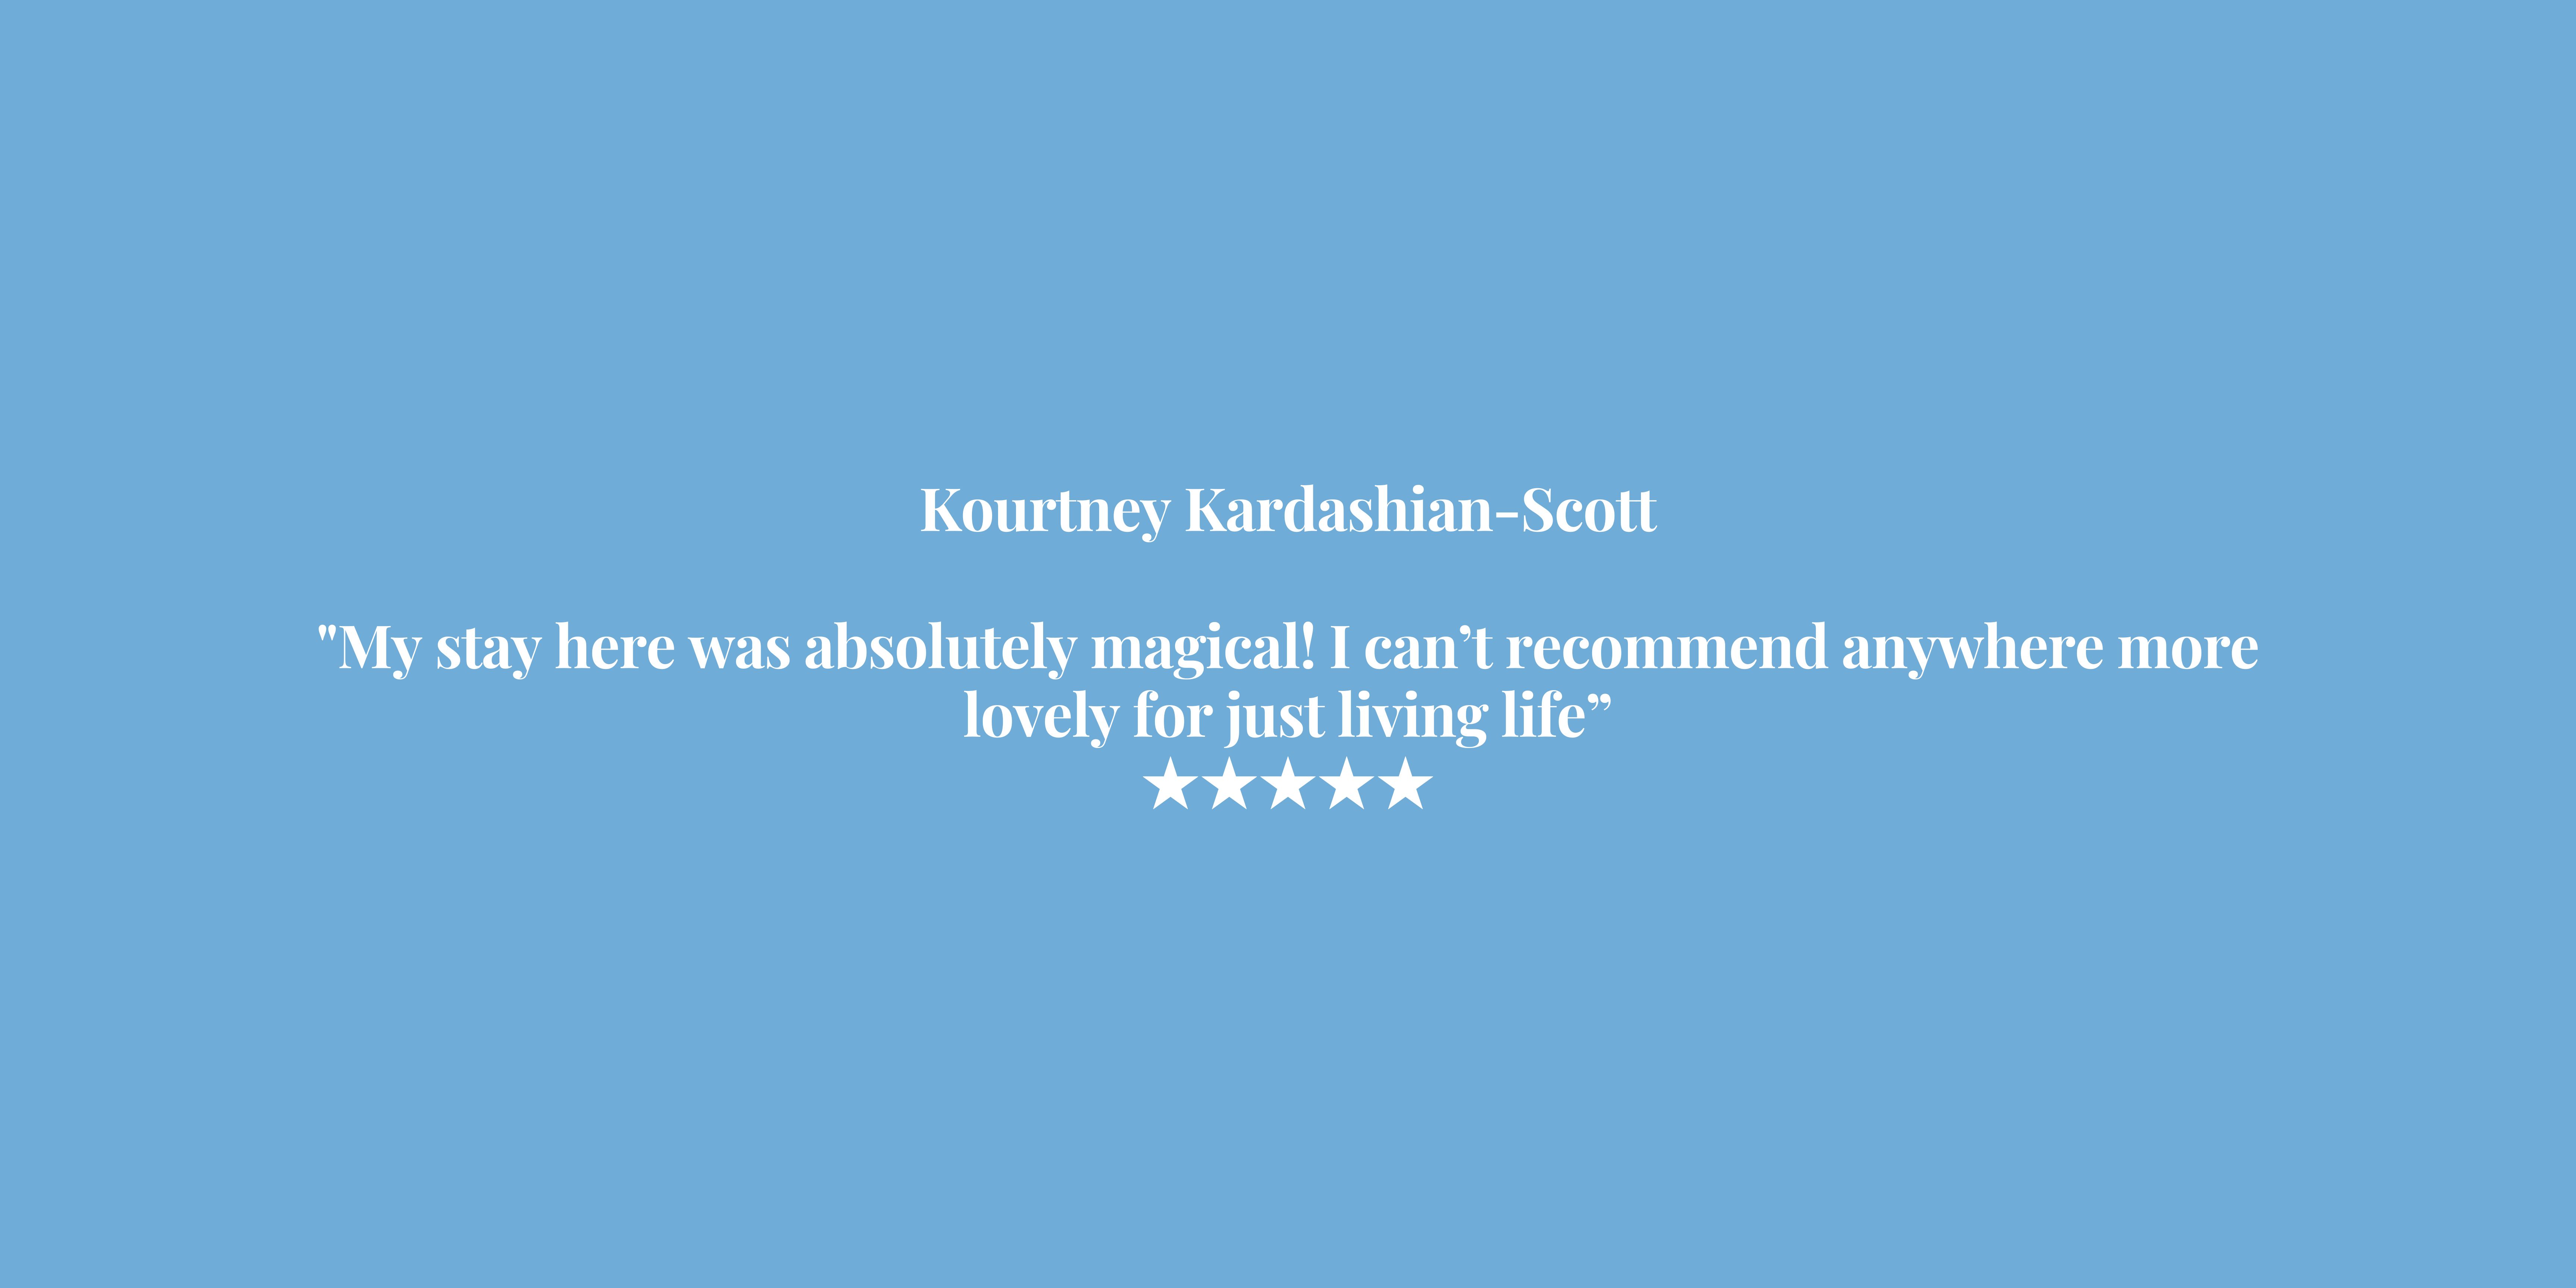 Kourtney Kardashian-Scott
"My stay here was absolutely magical! I can’t recommend anywhere more
lovely for just living life”
★★★★★